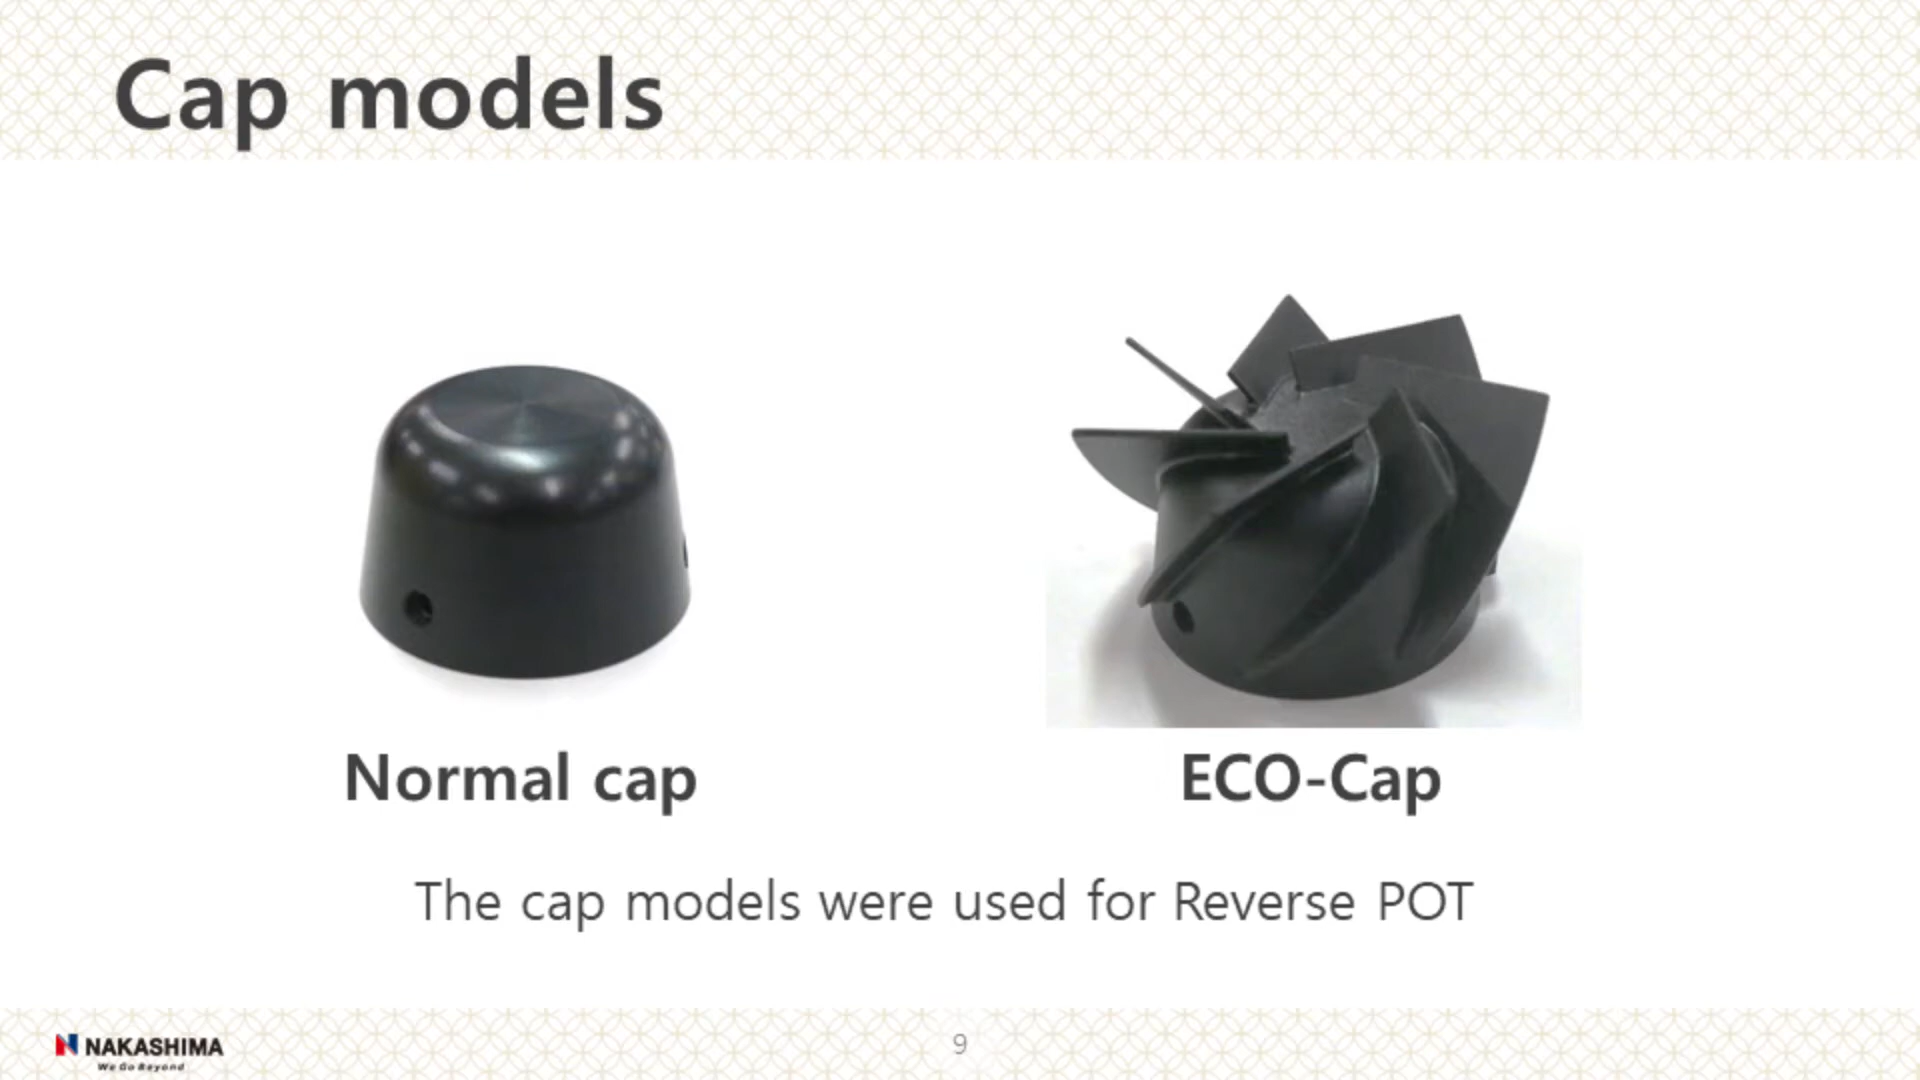 Cap models
Normal cap
ECO-Cap
The cap models were used for Reverse POT
NAKASHIMA
We Go Beyond
9